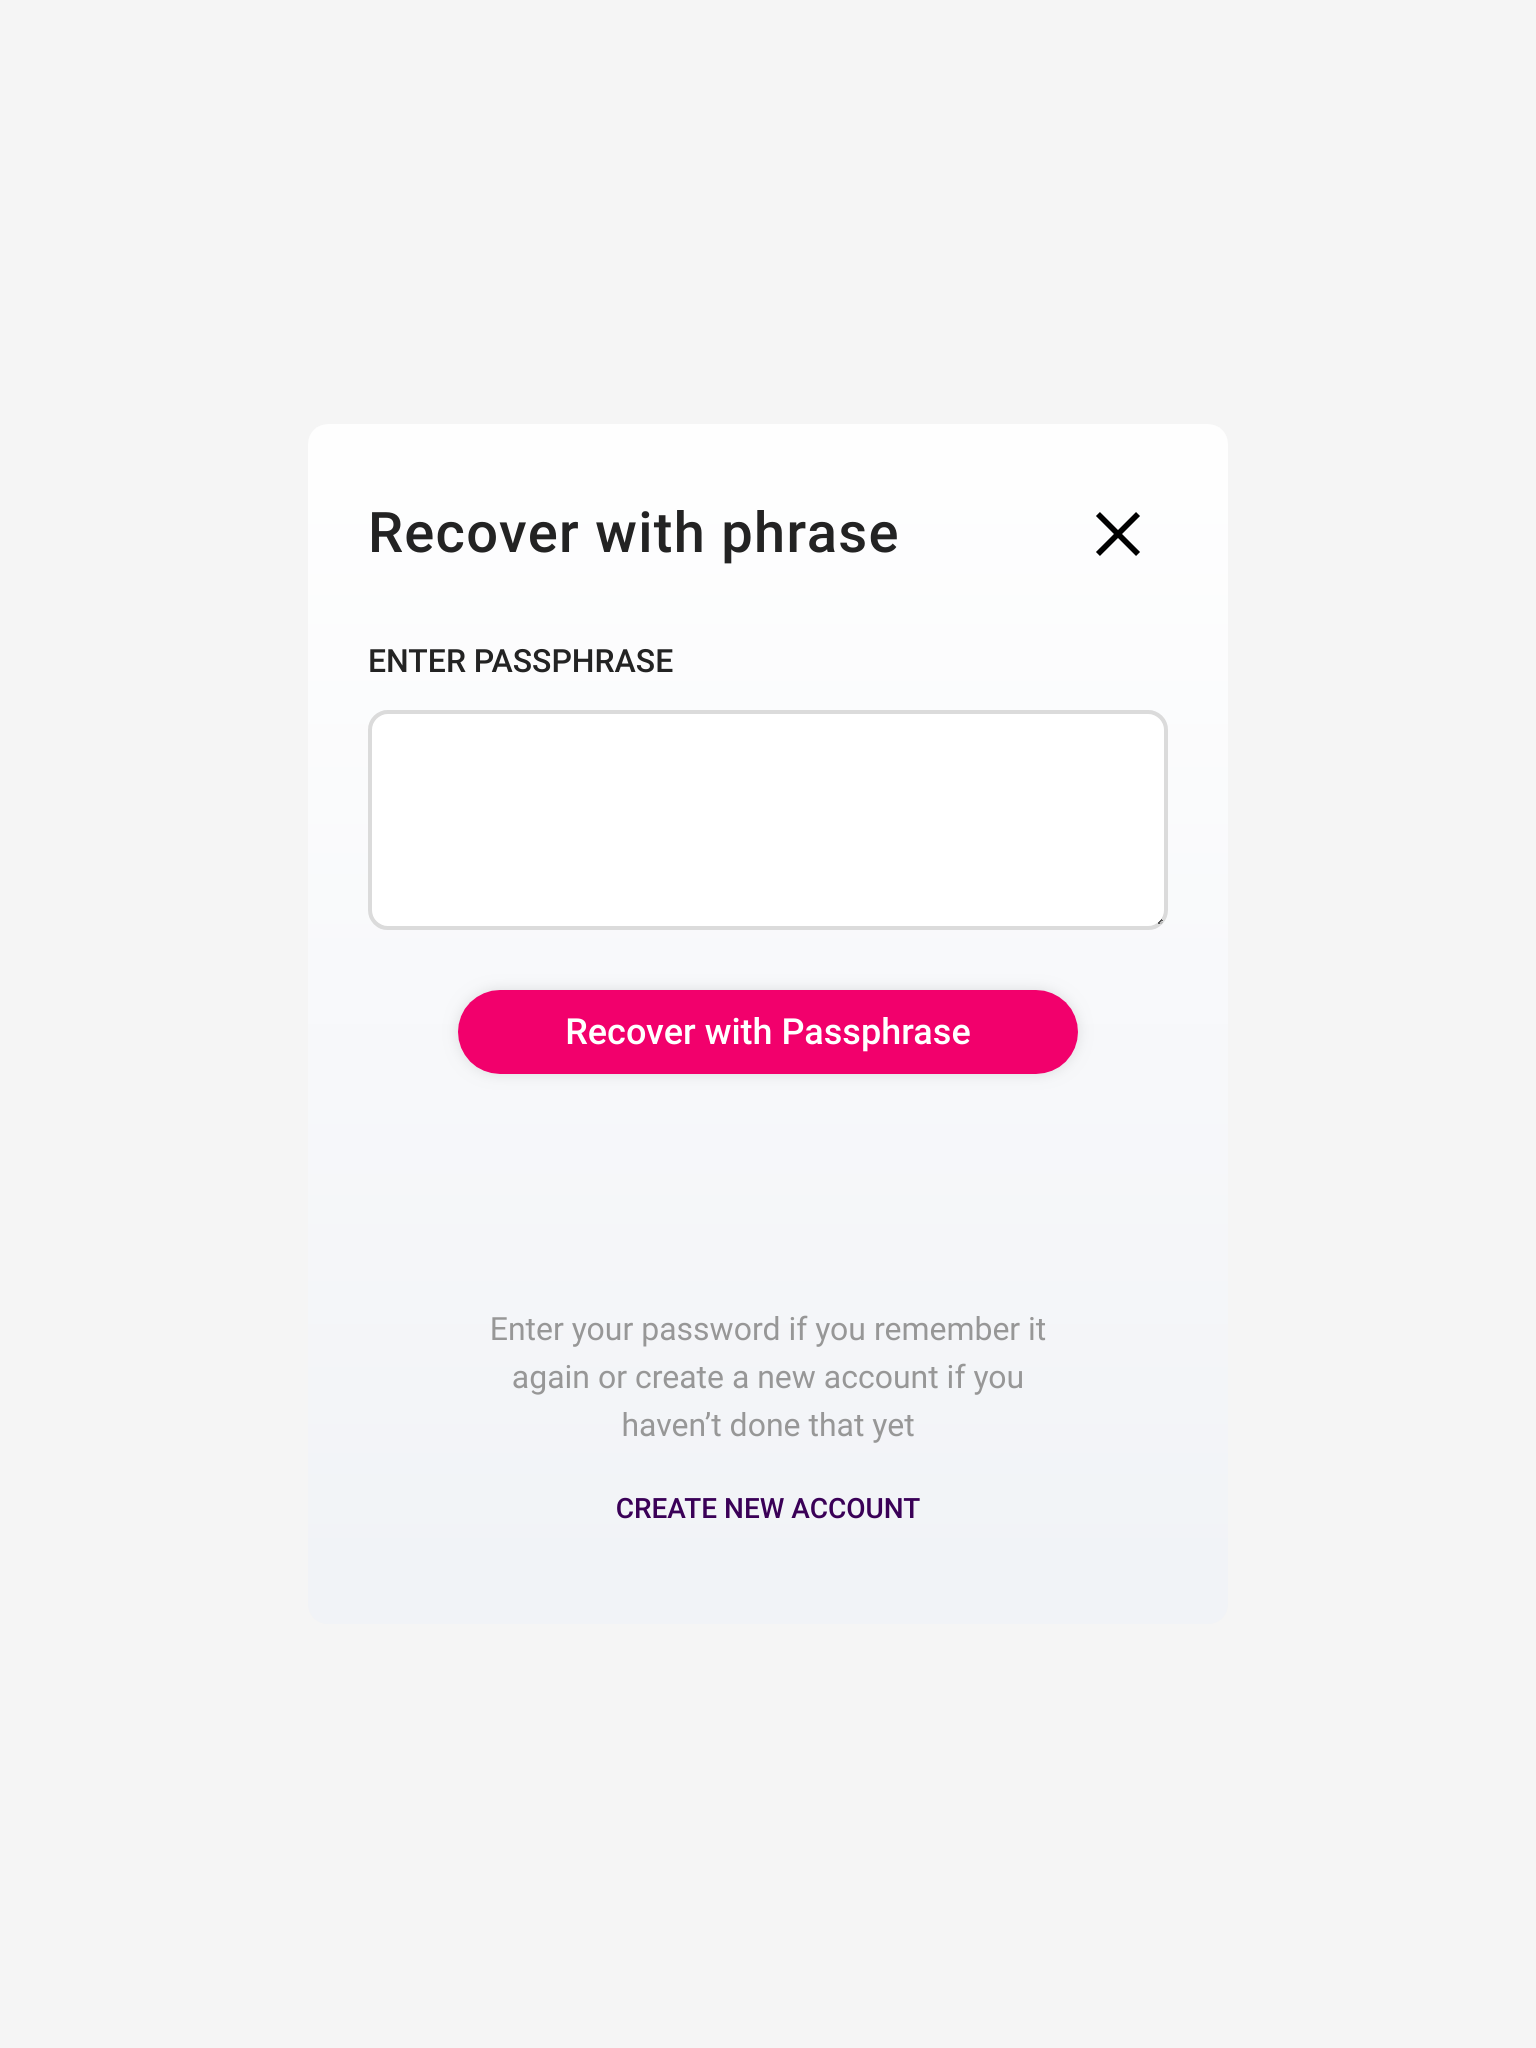 Recover with phrase
ENTER PASSPHRASE
Recover with Passphrase
Enter your password if you remember it
again or create a new account if you
haven’t done that yet
CREATE NEW ACCOUNT